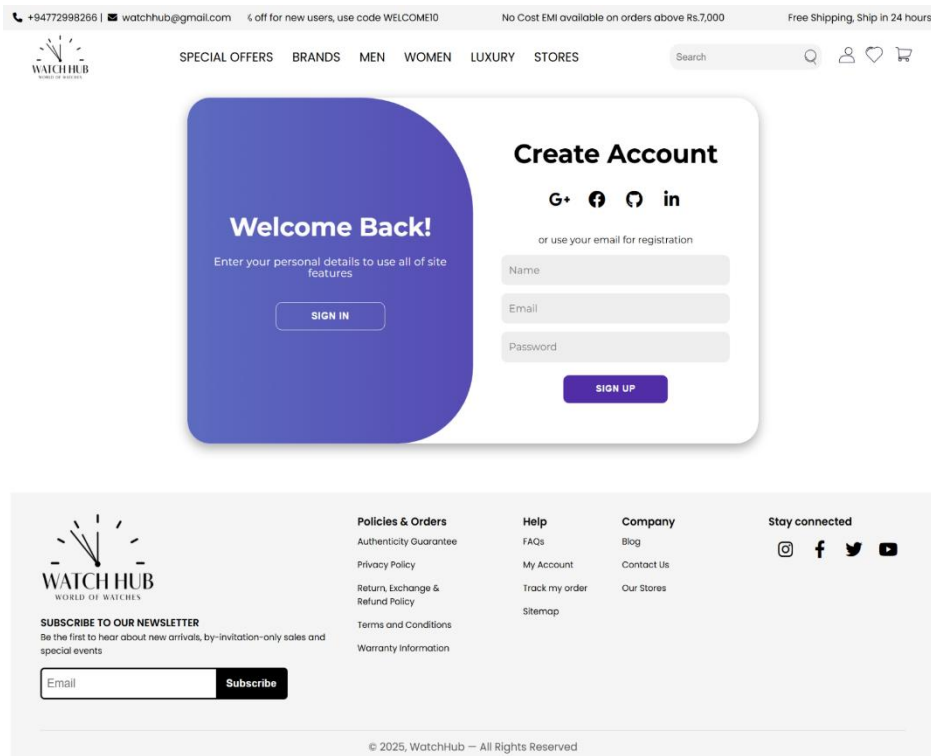 +94772998266 | watchhub@gmail.com % off for new users, use code WELCOME10 No Cost EMI available on orders above Rs.7,000 Free Shipping, Ship in 24 hours
WATCH HUB
WORLD OF WATCHES
SPECIAL OFFERS BRANDS MEN WOMEN LUXURY STORES
Search
Welcome Back!
Enter your personal details to use all of site
features
SIGN IN
Create Account
G+ in
or use your email for registration
Name
Email
Password
SIGN UP
WATCH HUB
WORLD OF WATCHES
SUBSCRIBE TO OUR NEWSLETTER
Be the first to hear about new arrivals, by-invitation-only sales and
special events
Email Subscribe
Policies & Orders
Authenticity Guarantee
Privacy Policy
Return, Exchange &
Refund Policy
Terms and Conditions
Warranty Information
Help
FAQs
My Account
Track my order
Sitemap
Company
Blog
Contact Us
Our Stores
Stay connected
© 2025, WatchHub — All Rights Reserved